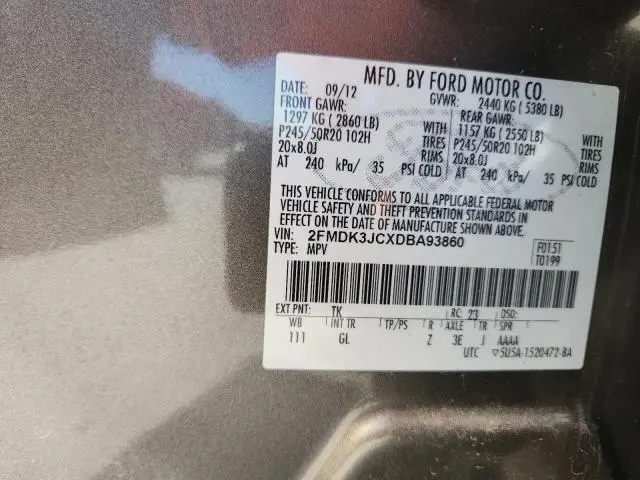 MFD. BY FORD MOTOR CO.
DATE: 09/12 GVWR: 2440 KG ( 5380 LB)
FRONT GAWR: REAR GAWR:
1297 KG ( 2860 LB) WITH 1157 KG ( 2550 LB) WITH
P245/50R20 102H TIRES P245/50R20 102H TIRES
20x8.0J RIMS 20x8.0J RIMS
AT 240 kPa/ 35 PSI COLD AT 240 kPa/ 35 PSI COLD
THIS VEHICLE CONFORMS TO ALL APPLICABLE FEDERAL MOTOR
VEHICLE SAFETY AND THEFT PREVENTION STANDARDS IN
EFFECT ON THE DATE OF MANUFACTURE SHOWN ABOVE.
VIN: 2FMDK3JCXDBA93860 F0151
TYPE: MPV T0199
EXT PNT: TK RC: 23 DSO:
WB INT TR TP/PS R AXLE TR SPR
111 GL Z 3E J AAAA
UTC ▽5U5A-1520472-BA